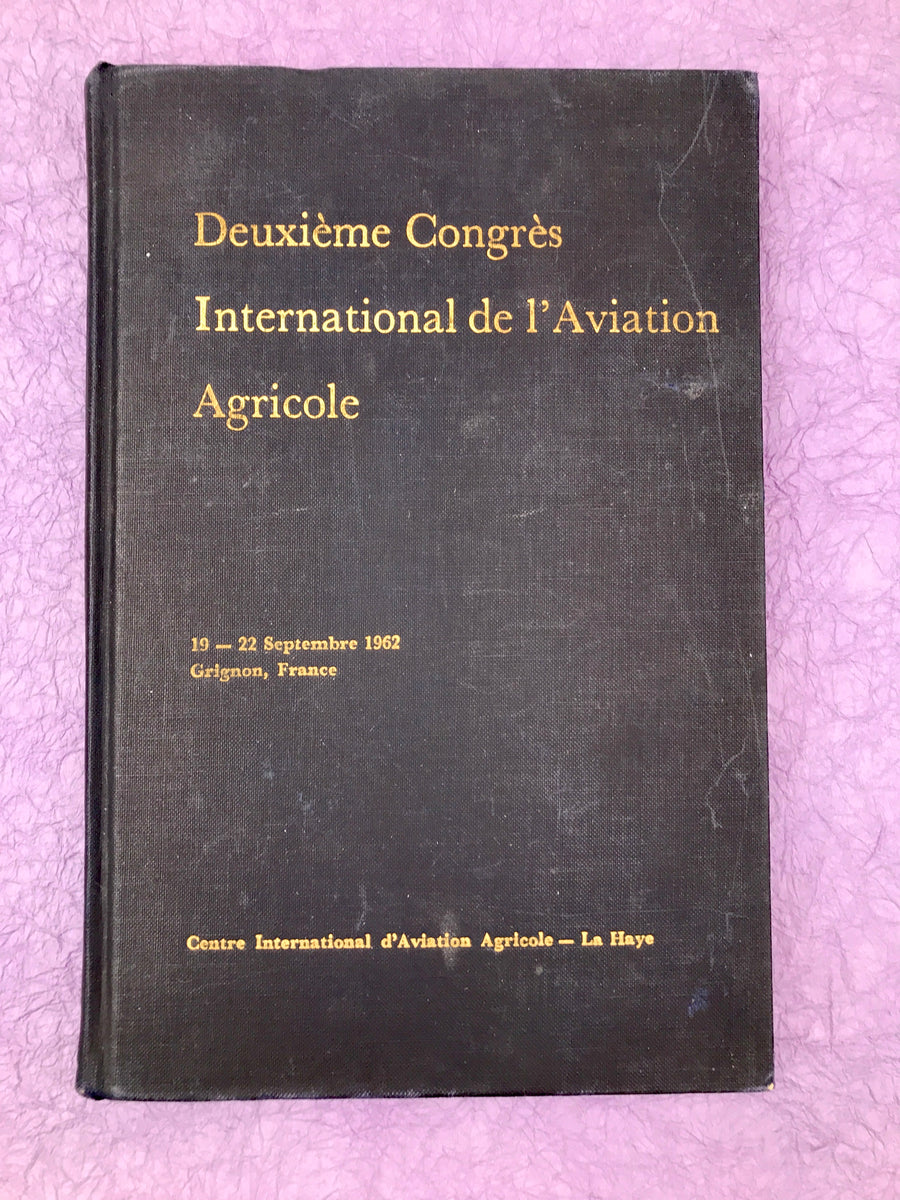 Deuxième Congrès
International de l'Aviation
Agricole
19 — 22 Septembre 1962
Grignon, France
Centre International d'Aviation Agricole — La Haye